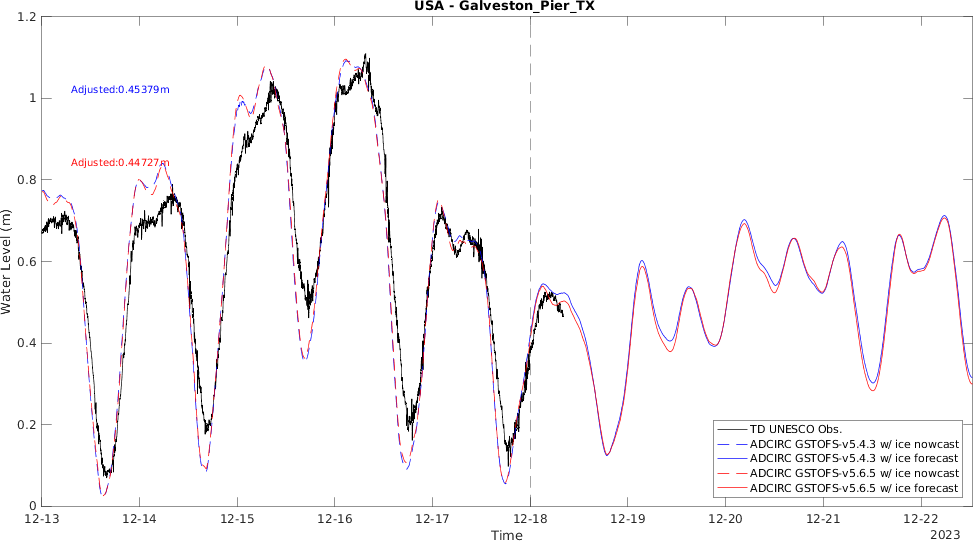 USA - Galveston_Pier_TX
1.2
1
0.8
0.6
0.4
0.2
0
Water Level (m)
Adjusted:0.45379m
Adjusted:0.44727m
TD UNESCO Obs.
ADCIRC GSTOFS-v5.4.3 w/ ice nowcast
ADCIRC GSTOFS-v5.4.3 w/ ice forecast
ADCIRC GSTOFS-v5.6.5 w/ ice nowcast
ADCIRC GSTOFS-v5.6.5 w/ ice forecast
12-13 12-14 12-15 12-16 12-17 12-18 12-19 12-20 12-21 12-22
Time
2023